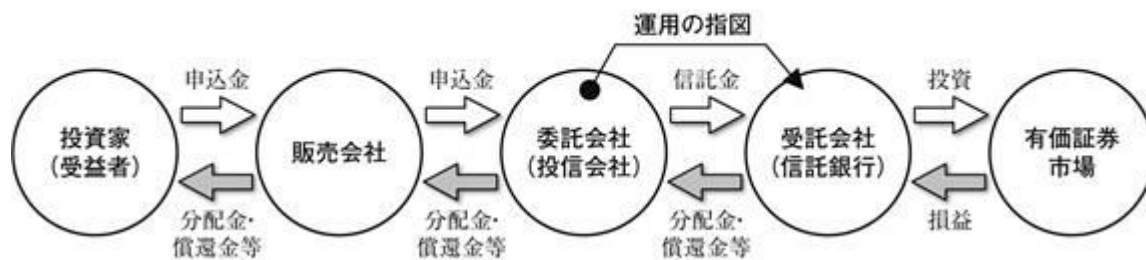 運用の指図
申込金
申込金
信託金
投資
投資家
(受益者)
販売会社
委託会社
(投信会社)
受託会社
(信託銀行)
有価証券
市場
分配金・
償還金等
分配金・
償還金等
分配金・
償還金等
損益